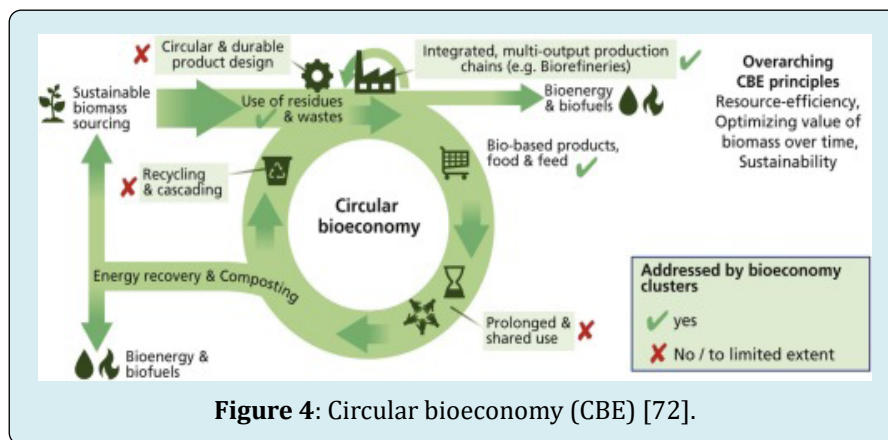 Circular & durable
product design
Integrated, multi-output production
chains (e.g. Biorefineries)
Overarching
CBE principles
Resource-efficiency,
Optimizing value of
biomass over time,
Sustainability
Sustainable
biomass
sourcing
Use of residues
& wastes
Bioenergy
& biofuels
Bio-based products,
food & feed
Recycling
& cascading
Circular
bioeconomy
Energy recovery & Composting
Prolonged &
shared use
Bioenergy &
biofuels
Addressed by bioeconomy
clusters
yes
No / to limited extent
Figure 4: Circular bioeconomy (CBE) [72].